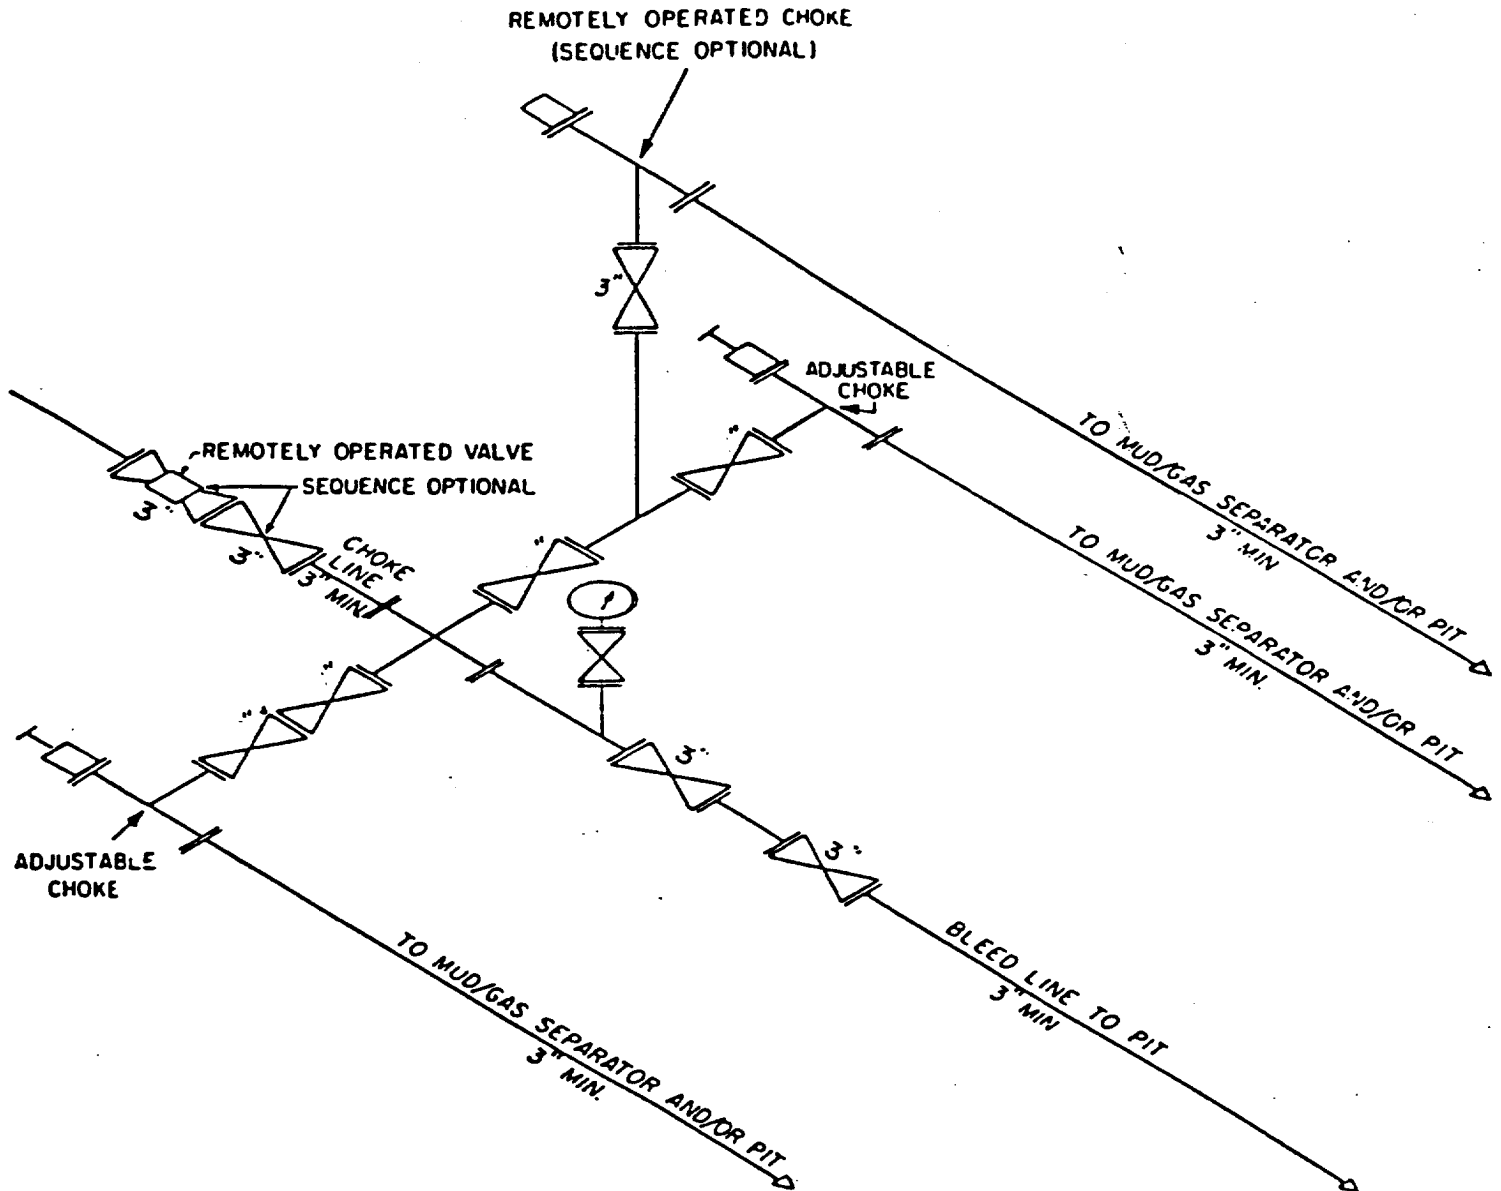 REMOTELY OPERATED CHOKE
(SEQUENCE OPTIONAL)
3"
ADJUSTABLE
CHOKE
"
REMOTELY OPERATED VALVE
SEQUENCE OPTIONAL
3"
3"
CHOKE
LINE
3"
MIN.
"
"
"
3"
3"
ADJUSTABLE
CHOKE
TO MUD/GAS SEPARATOR AND/OR PIT
3" MIN
TO MUD/GAS SEPARATOR AND/OR PIT
3" MIN.
BLEED LINE TO PIT
3" MIN
TO MUD/GAS SEPARATOR AND/OR PIT
3" MIN.